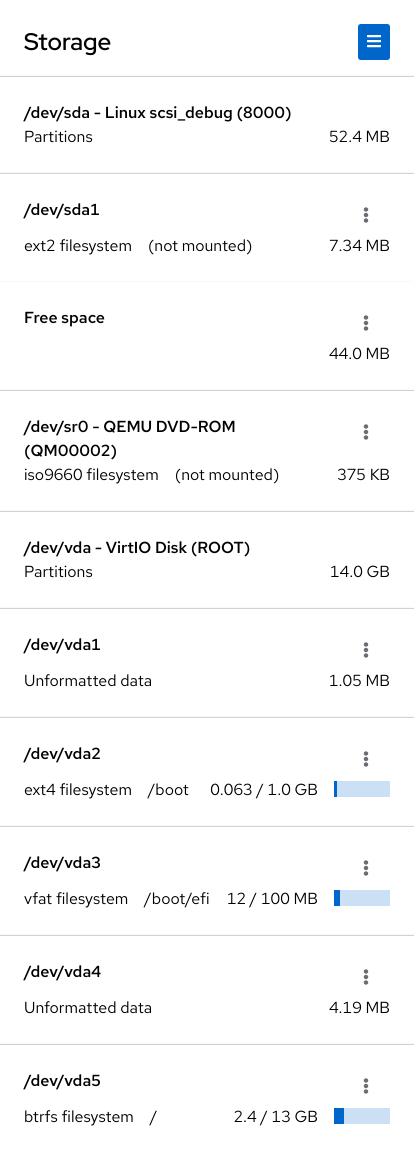 Storage
/dev/sda - Linux scsi_debug (8000)
Partitions 52.4 MB
/dev/sda1
ext2 filesystem (not mounted) 7.34 MB
Free space
44.0 MB
/dev/sr0 - QEMU DVD-ROM
(QM00002)
iso9660 filesystem (not mounted) 375 KB
/dev/vda - VirtIO Disk (ROOT)
Partitions 14.0 GB
/dev/vda1
Unformatted data 1.05 MB
/dev/vda2
ext4 filesystem /boot 0.063 / 1.0 GB
/dev/vda3
vfat filesystem /boot/efi 12 / 100 MB
/dev/vda4
Unformatted data 4.19 MB
/dev/vda5
btrfs filesystem / 2.4 / 13 GB